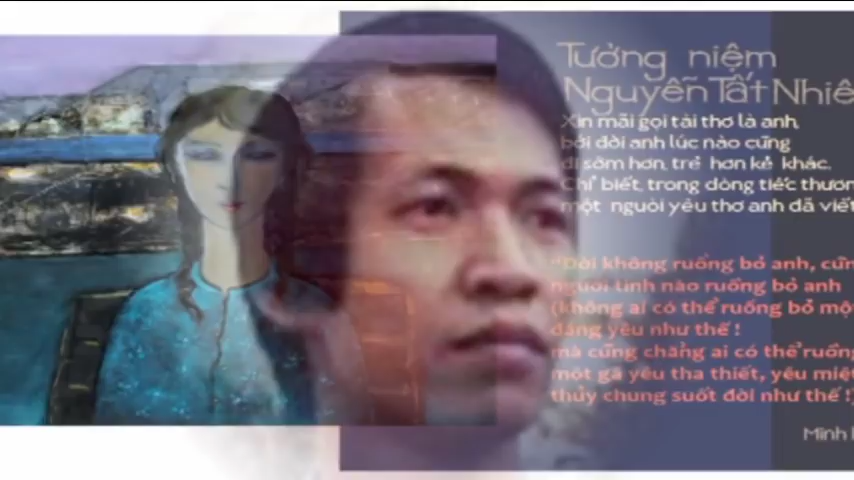 Tưởng niệm
Nguyễn Tất Nhiê
Xin mãi gọi tài thơ là anh,
bởi đời anh lúc nào cũng
đi sớm hơn, trẻ hơn kẻ khác.
Chỉ biết, trong dòng tiếc thươn
một người yêu thơ anh đã viết
"Đời không ruồng bỏ anh, cũn
người tình nào ruồng bỏ anh
(không ai có thể ruồng bỏ mộ
đáng yêu như thế !
mà cũng chẳng ai có thể ruồng
một gã yêu tha thiết, yêu miệ
thủy chung suốt đời như thế !)
Minh